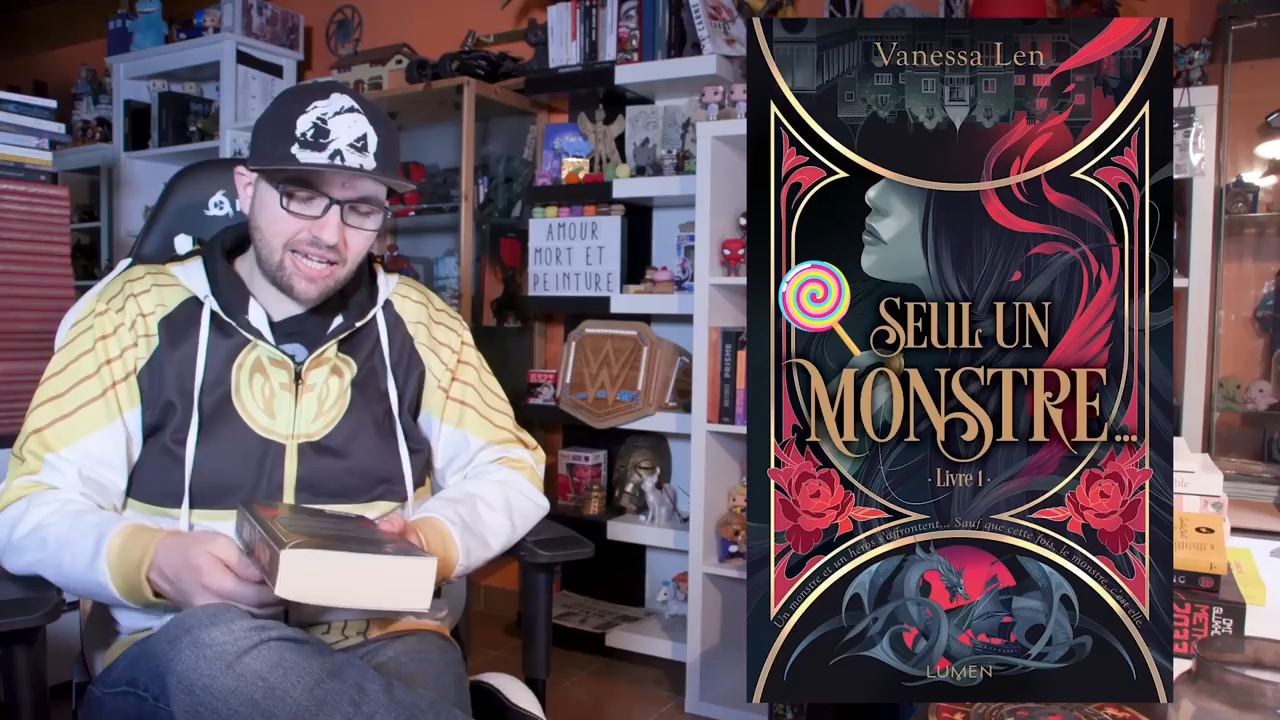 AMOUR
MORT ET
PEINTURE
W
PRISME
Vanessa Len
SEUL UN
MONSTRE...
· Livre 1 ·
Un monstre et un héros s'affrontent... Sauf que cette fois, le monstre, c'est elle.
LUMEN